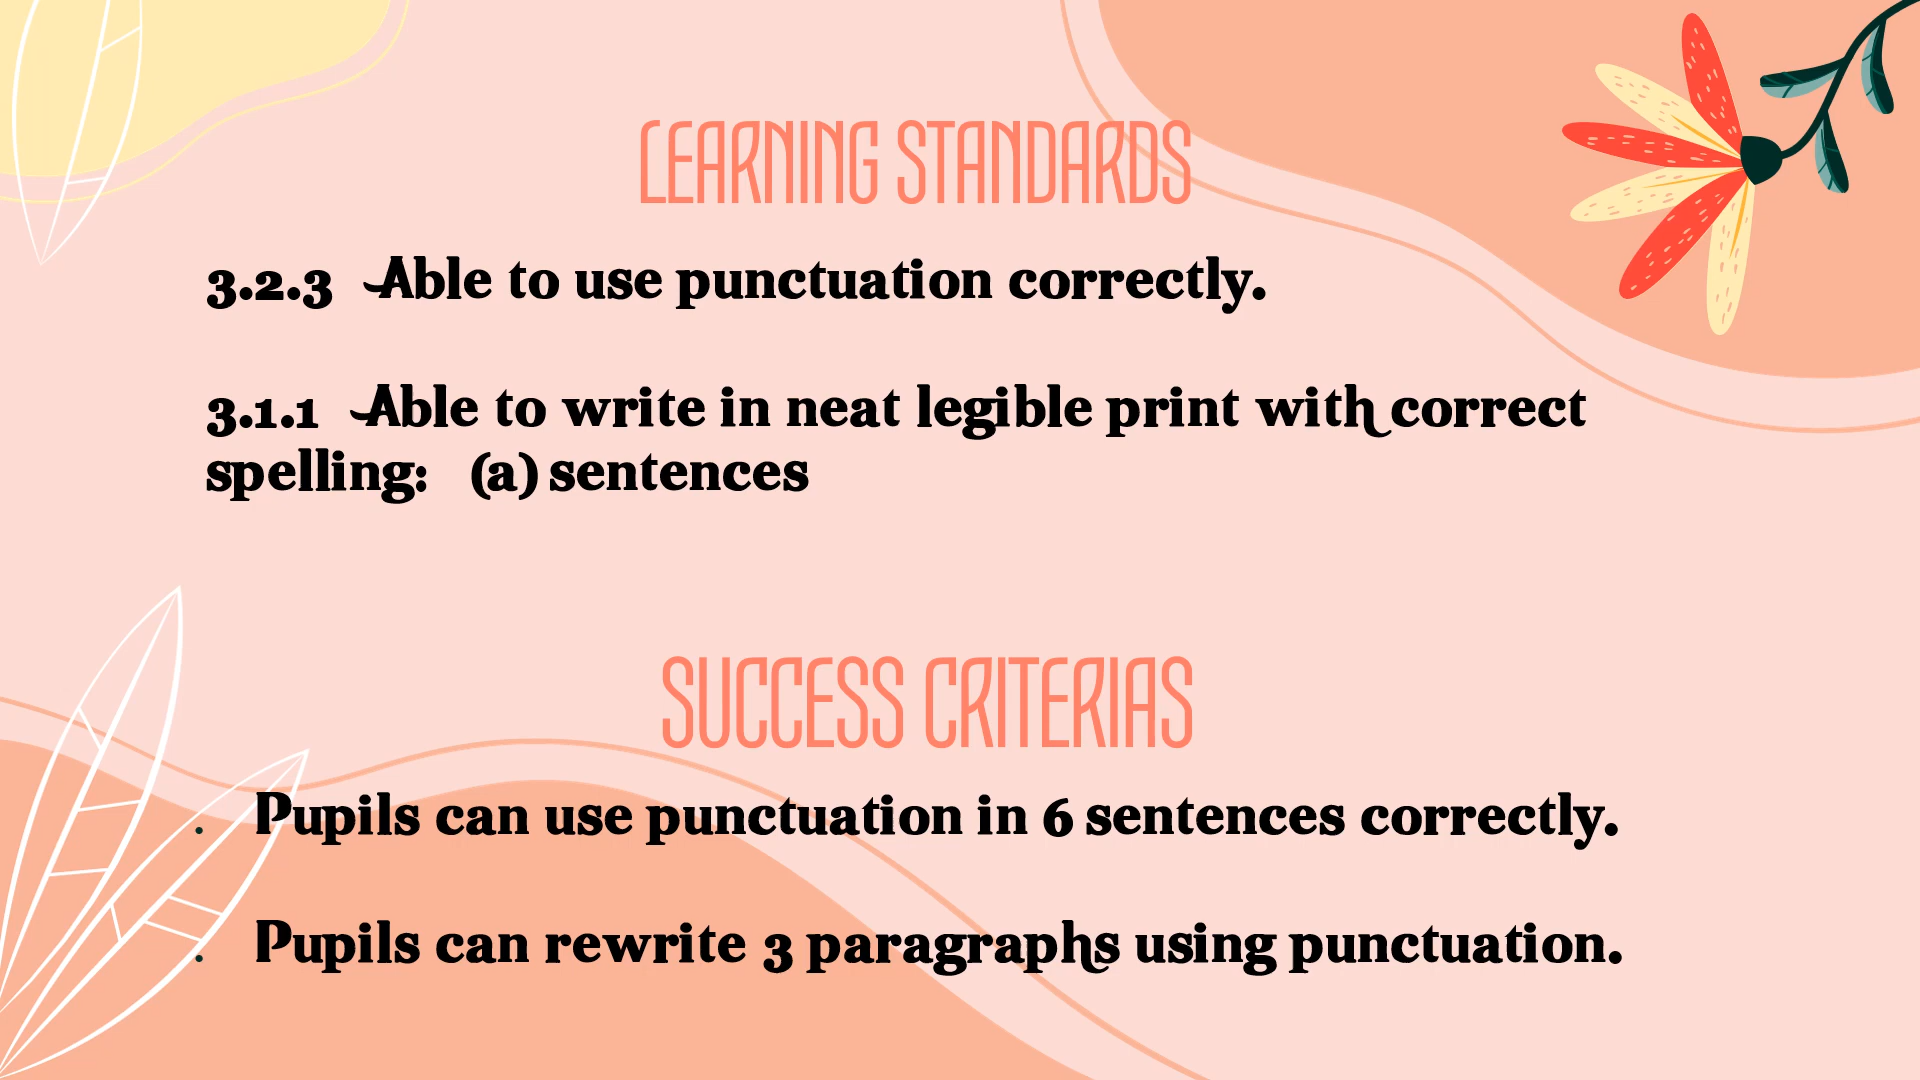 LEARNING STANDARDS
3.2.3 Able to use punctuation correctly.
3.1.1 Able to write in neat legible print with correct
spelling: (a) sentences
SUCCESS CRITERIAS
. Pupils can use punctuation in 6 sentences correctly.
. Pupils can rewrite 3 paragraphs using punctuation.